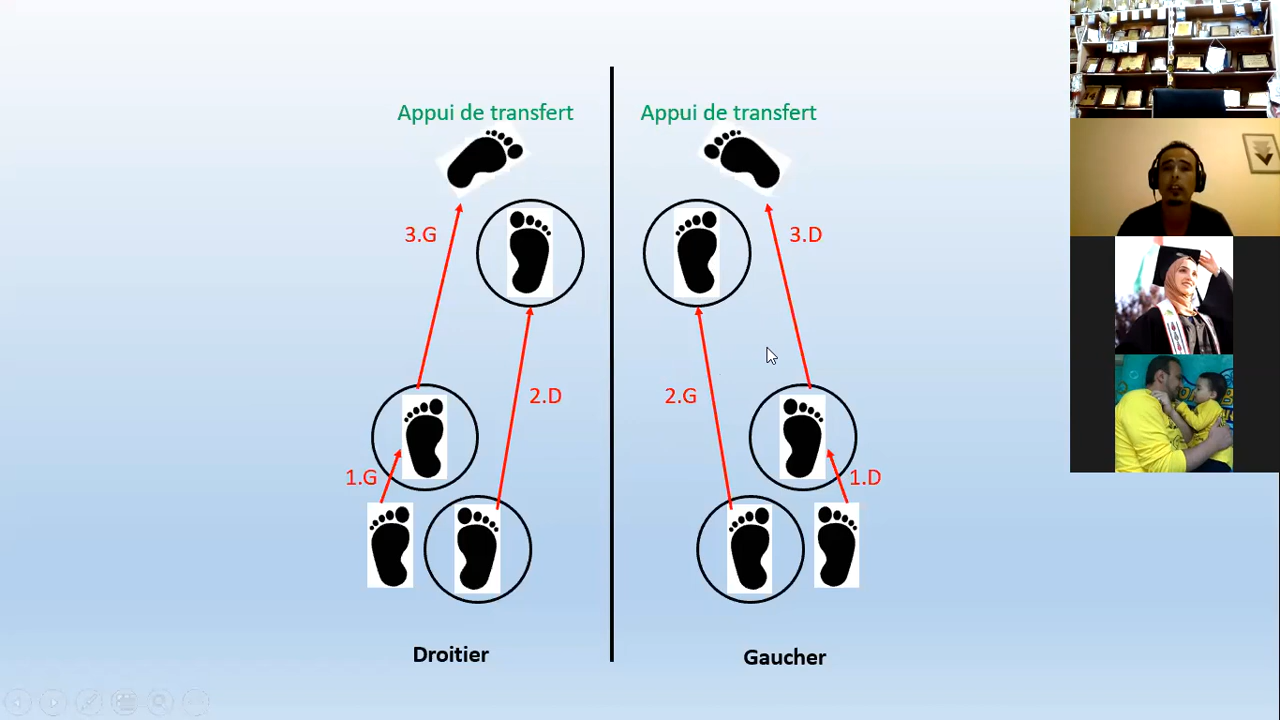 Appui de transfert
3.G
2.D
1.G
Droitier
Appui de transfert
3.D
2.G
1.D
Gaucher